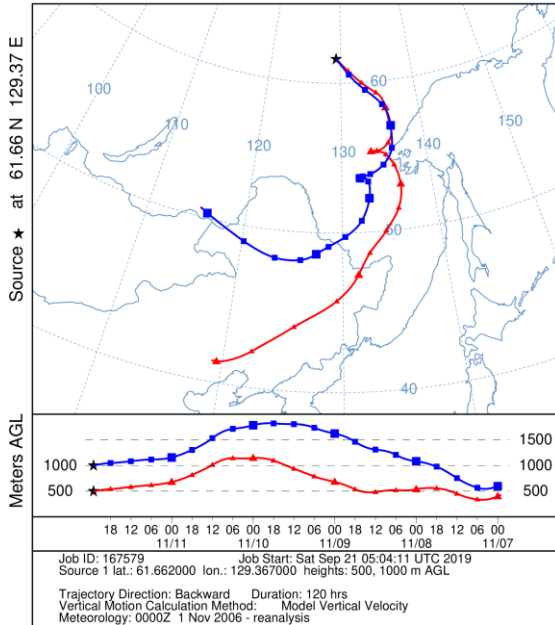 Source ★ at 61.66 N 129.37 E
100
110
120
130
140
150
60
50
40
Meters AGL
1500
1000
1000
500
500
18 12 06 00 18 12 06 00 18 12 06 00 18 12 06 00 18 12 06 00
11/11 11/10 11/09 11/08 11/07
Job ID: 167579 Job Start: Sat Sep 21 05:04:11 UTC 2019
Source 1 lat.: 61.662000 lon.: 129.367000 heights: 500, 1000 m AGL
Trajectory Direction: Backward Duration: 120 hrs
Vertical Motion Calculation Method: Model Vertical Velocity
Meteorology: 0000Z 1 Nov 2006 - reanalysis